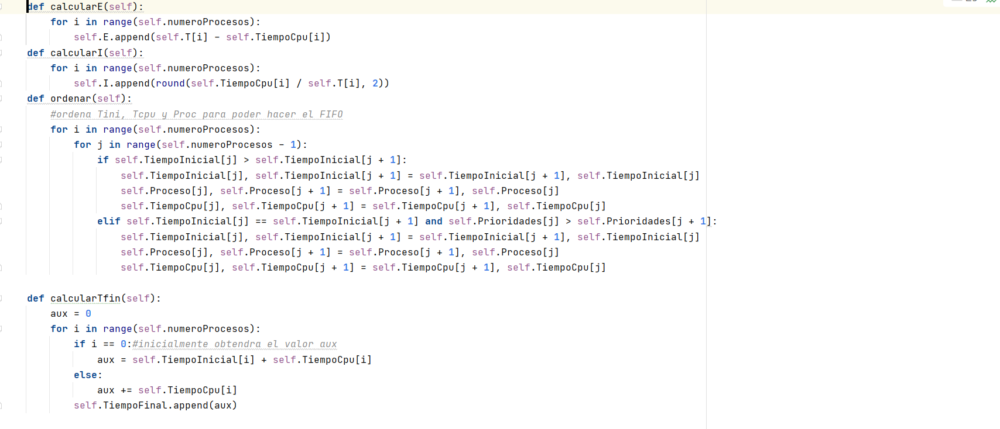 def calcularE(self):
    for i in range(self.numeroProcesos):
        self.E.append(self.T[i] - self.TiempoCpu[i])
def calcularI(self):
    for i in range(self.numeroProcesos):
        self.I.append(round(self.TiempoCpu[i] / self.T[i], 2))
def ordenar(self):
    #ordena Tini, Tcpu y Proc para poder hacer el FIFO
    for i in range(self.numeroProcesos):
        for j in range(self.numeroProcesos - 1):
            if self.TiempoInicial[j] > self.TiempoInicial[j + 1]:
                self.TiempoInicial[j], self.TiempoInicial[j + 1] = self.TiempoInicial[j + 1], self.TiempoInicial[j]
                self.Proceso[j], self.Proceso[j + 1] = self.Proceso[j + 1], self.Proceso[j]
                self.TiempoCpu[j], self.TiempoCpu[j + 1] = self.TiempoCpu[j + 1], self.TiempoCpu[j]
            elif self.TiempoInicial[j] == self.TiempoInicial[j + 1] and self.Prioridades[j] > self.Prioridades[j + 1]:
                self.TiempoInicial[j], self.TiempoInicial[j + 1] = self.TiempoInicial[j + 1], self.TiempoInicial[j]
                self.Proceso[j], self.Proceso[j + 1] = self.Proceso[j + 1], self.Proceso[j]
                self.TiempoCpu[j], self.TiempoCpu[j + 1] = self.TiempoCpu[j + 1], self.TiempoCpu[j]
def calcularTfin(self):
    aux = 0
    for i in range(self.numeroProcesos):
        if i == 0:#inicialmente obtendra el valor aux
            aux = self.TiempoInicial[i] + self.TiempoCpu[i]
        else:
            aux += self.TiempoCpu[i]
        self.TiempoFinal.append(aux)